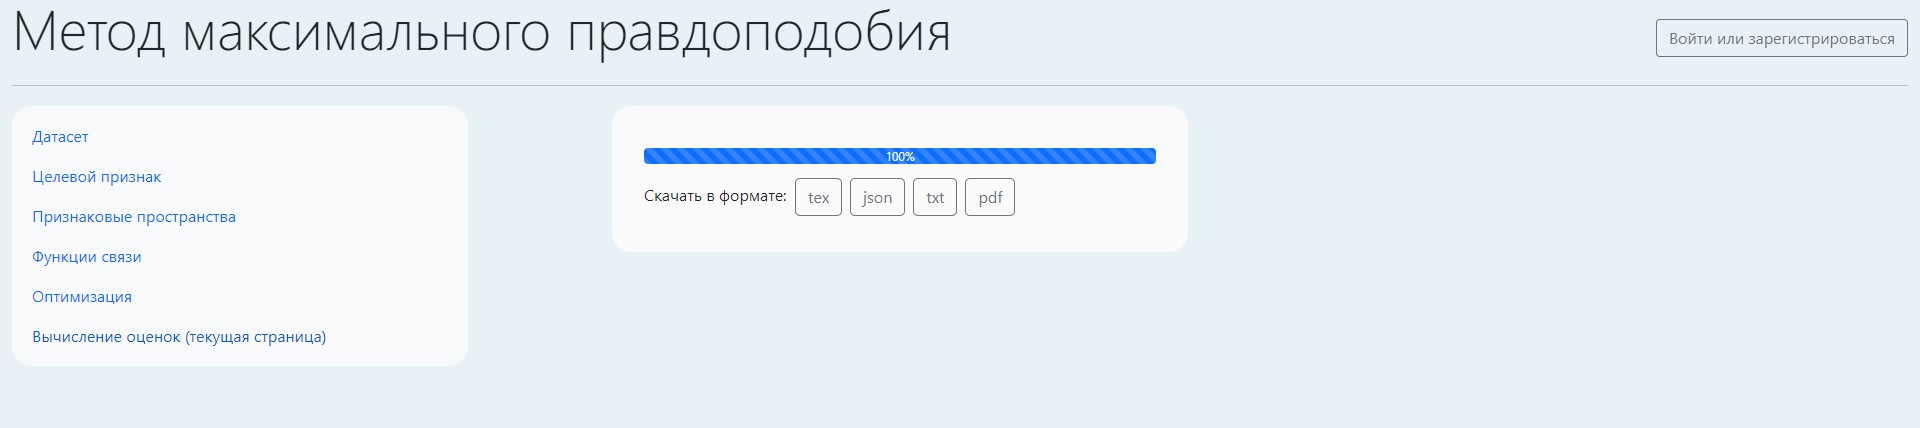 Метод максимального правдоподобия
Войти или зарегистрироваться
Датасет
Целевой признак
Признаковые пространства
Функции связи
Оптимизация
Вычисление оценок (текущая страница)
100%
Скачать в формате: tex json txt pdf